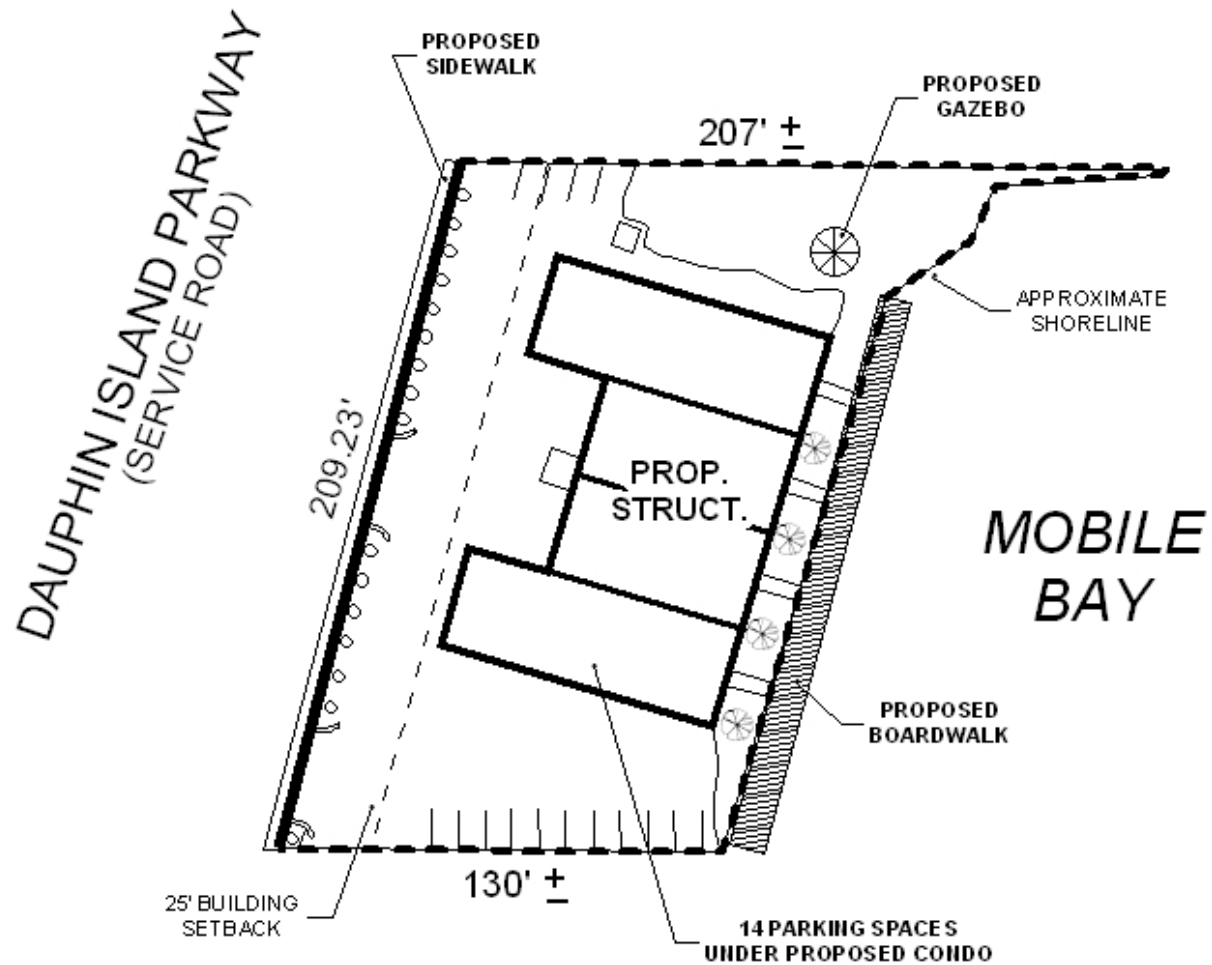 PROPOSED
SIDEWALK
PROPOSED
GAZEBO
207' ±
DAUPHIN ISLAND PARKWAY
(SERVICE ROAD)
209.23'
APPROXIMATE
SHORELINE
PROP.
STRUCT.
MOBILE
BAY
PROPOSED
BOARDWALK
130' ±
25' BUILDING
SETBACK
14 PARKING SPACES
UNDER PROPOSED CONDO